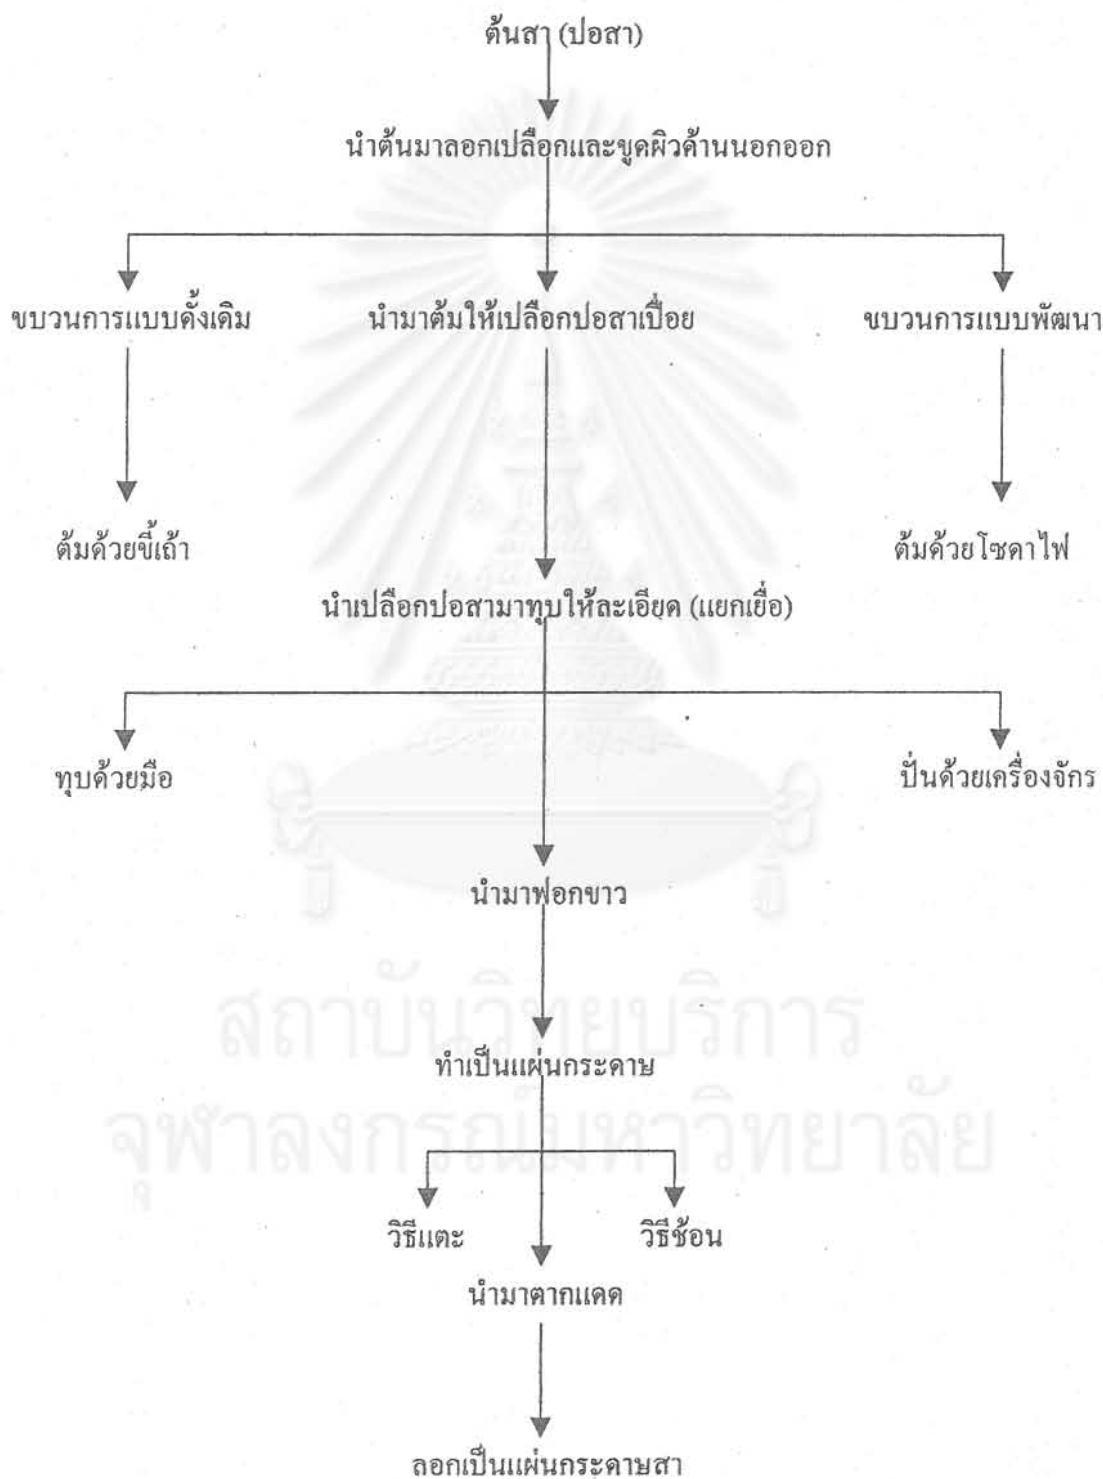 ต้นสา (ปอสา)
นำต้นมาลอกเปลือกและขูดผิวด้านนอกออก
ขบวนการแบบดั้งเดิม
นำมาต้มให้เปลือกปอสาเปื่อย
ขบวนการแบบพัฒนา
ต้มด้วยขี้เถ้า
ต้มด้วยโซดาไฟ
นำเปลือกปอสามาทุบให้ละเอียด (แยกเยื่อ)
ทุบด้วยมือ
ปั่นด้วยเครื่องจักร
นำมาฟอกขาว
สถาบันวิทยบริการ
ทำเป็นแผ่นกระดาษ
จุฬาลงกรณ์มหาวิทยาลัย
วิธีแตะ
วิธีช้อน
นำมาตากแดด
ลอกเป็นแผ่นกระดาษสา